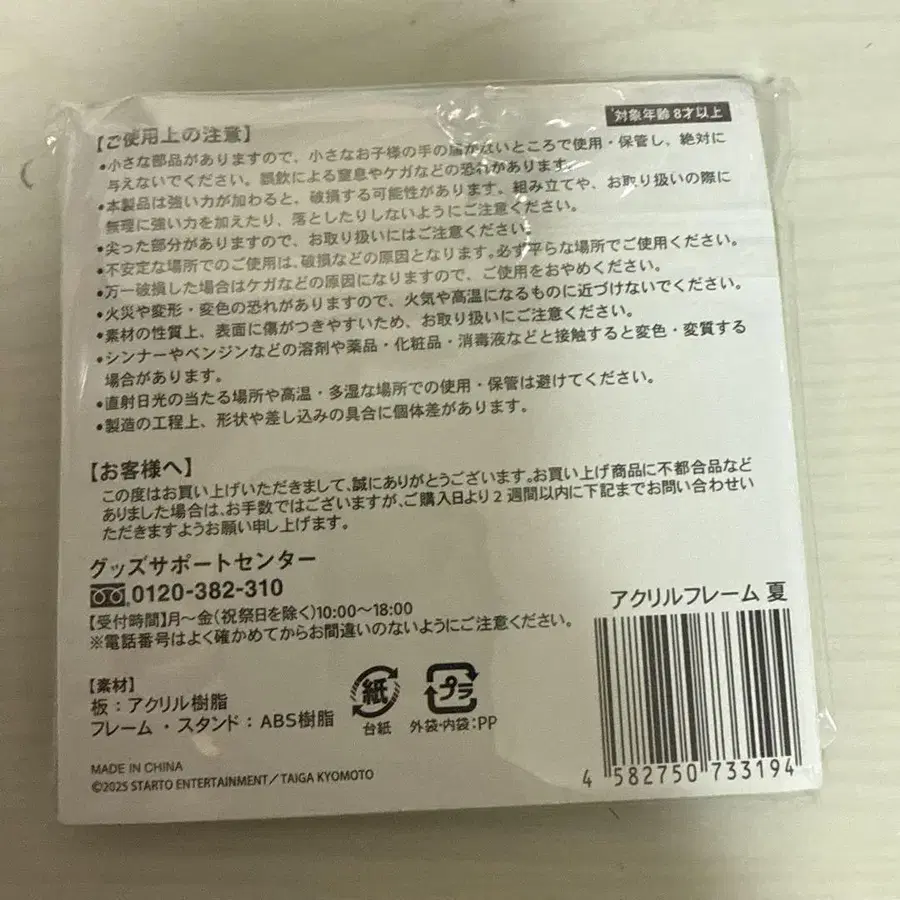 対象年齢 8才以上
【ご使用上の注意】
•小さな部品がありますので、小さなお子様の手の届かないところで使用・保管し、絶対に
与えないでください。誤飲による窒息やケガなどの恐れがあります。
•本製品は強い力が加わると、破損する可能性があります。組み立てや、お取り扱いの際に
無理に強い力を加えたり、落としたりしないようにご注意ください。
•尖った部分がありますので、お取り扱いにはご注意ください。
•不安定な場所でのご使用は、破損などの原因となります。必ず平らな場所でご使用ください。
•万一破損した場合はケガなどの原因になりますので、ご使用をおやめください。
•火災や変形・変色の恐れがありますので、火気や高温になるものに近づけないでください。
•素材の性質上、表面に傷がつきやすいため、お取り扱いにご注意ください。
•シンナーやベンジンなどの溶剤や薬品・化粧品・消毒液などと接触すると変色・変質する
場合があります。
•直射日光の当たる場所や高温・多湿な場所での使用・保管は避けてください。
•製造の工程上、形状や差し込みの具合に個体差があります。
【お客様へ】
この度はお買い上げいただきまして、誠にありがとうございます。お買い上げ商品に不都合品など
ありました場合は、お手数ではございますが、ご購入日より2週間以内に下記までお問い合わせい
ただきますようお願い申し上げます。
グッズサポートセンター
0120-382-310
【受付時間】月〜金(祝祭日を除く)10:00〜18:00
※電話番号はよく確かめてからお間違いのないようにご注意ください。
アクリルフレーム 夏
【素材】
板：アクリル樹脂
フレーム・スタンド：ABS樹脂
紙
台紙
プラ
外袋・内袋：PP
MADE IN CHINA
©2025 STARTO ENTERTAINMENT／TAIGA KYOMOTO
4 582750 733194